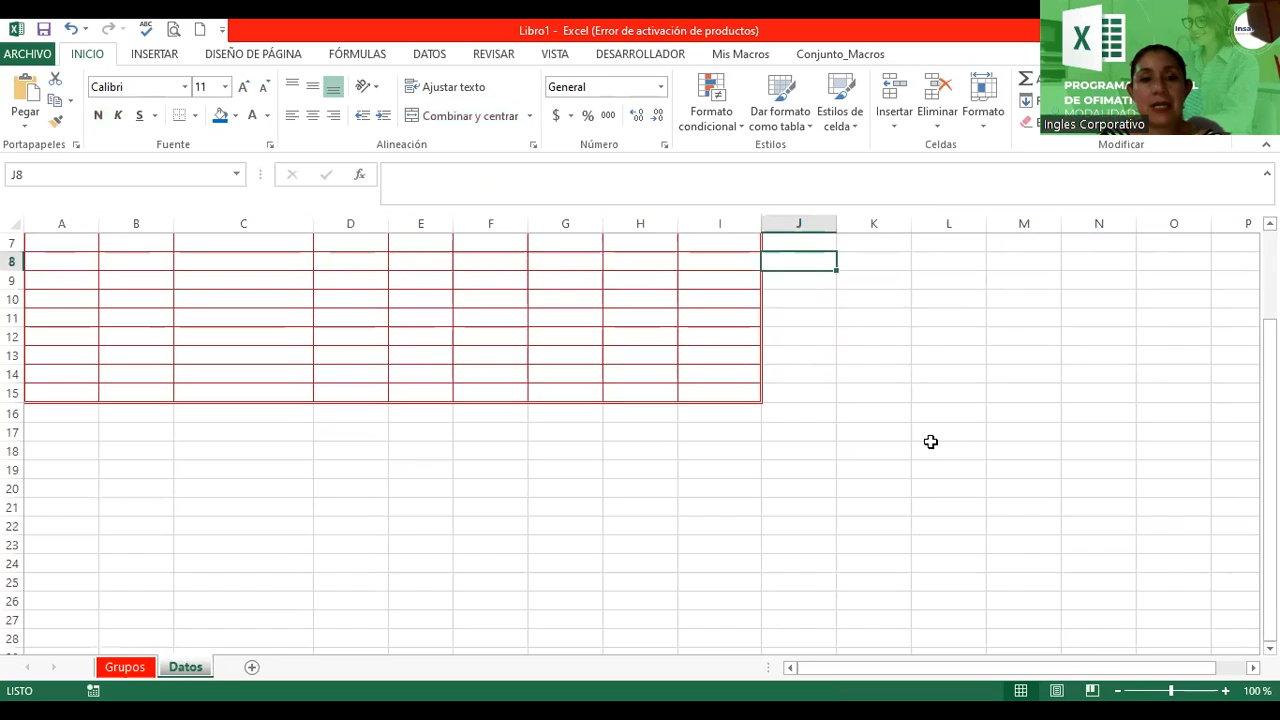 Libro1 - Excel (Error de activación de productos)
ARCHIVO INICIO INSERTAR DISEÑO DE PÁGINA FÓRMULAS DATOS REVISAR VISTA DESARROLLADOR Mis Macros Conjunto_Macros
Calibri 11 Ajustar texto General
Pegar N K S Combinar y centrar $ % 000 Formato condicional Dar formato como tabla Estilos de celda Insertar Eliminar Formato
Portapapeles Fuente Alineación Número Estilos Celdas Modificar
PROGRAM
DE OFIMATI
MODALIDAD
Ingles Corporativo
J8
A B C D E F G H I J K L M N O P
7
8
9
10
11
12
13
14
15
16
17
18
19
20
21
22
23
24
25
26
27
28
Grupos Datos
LISTO 100 %